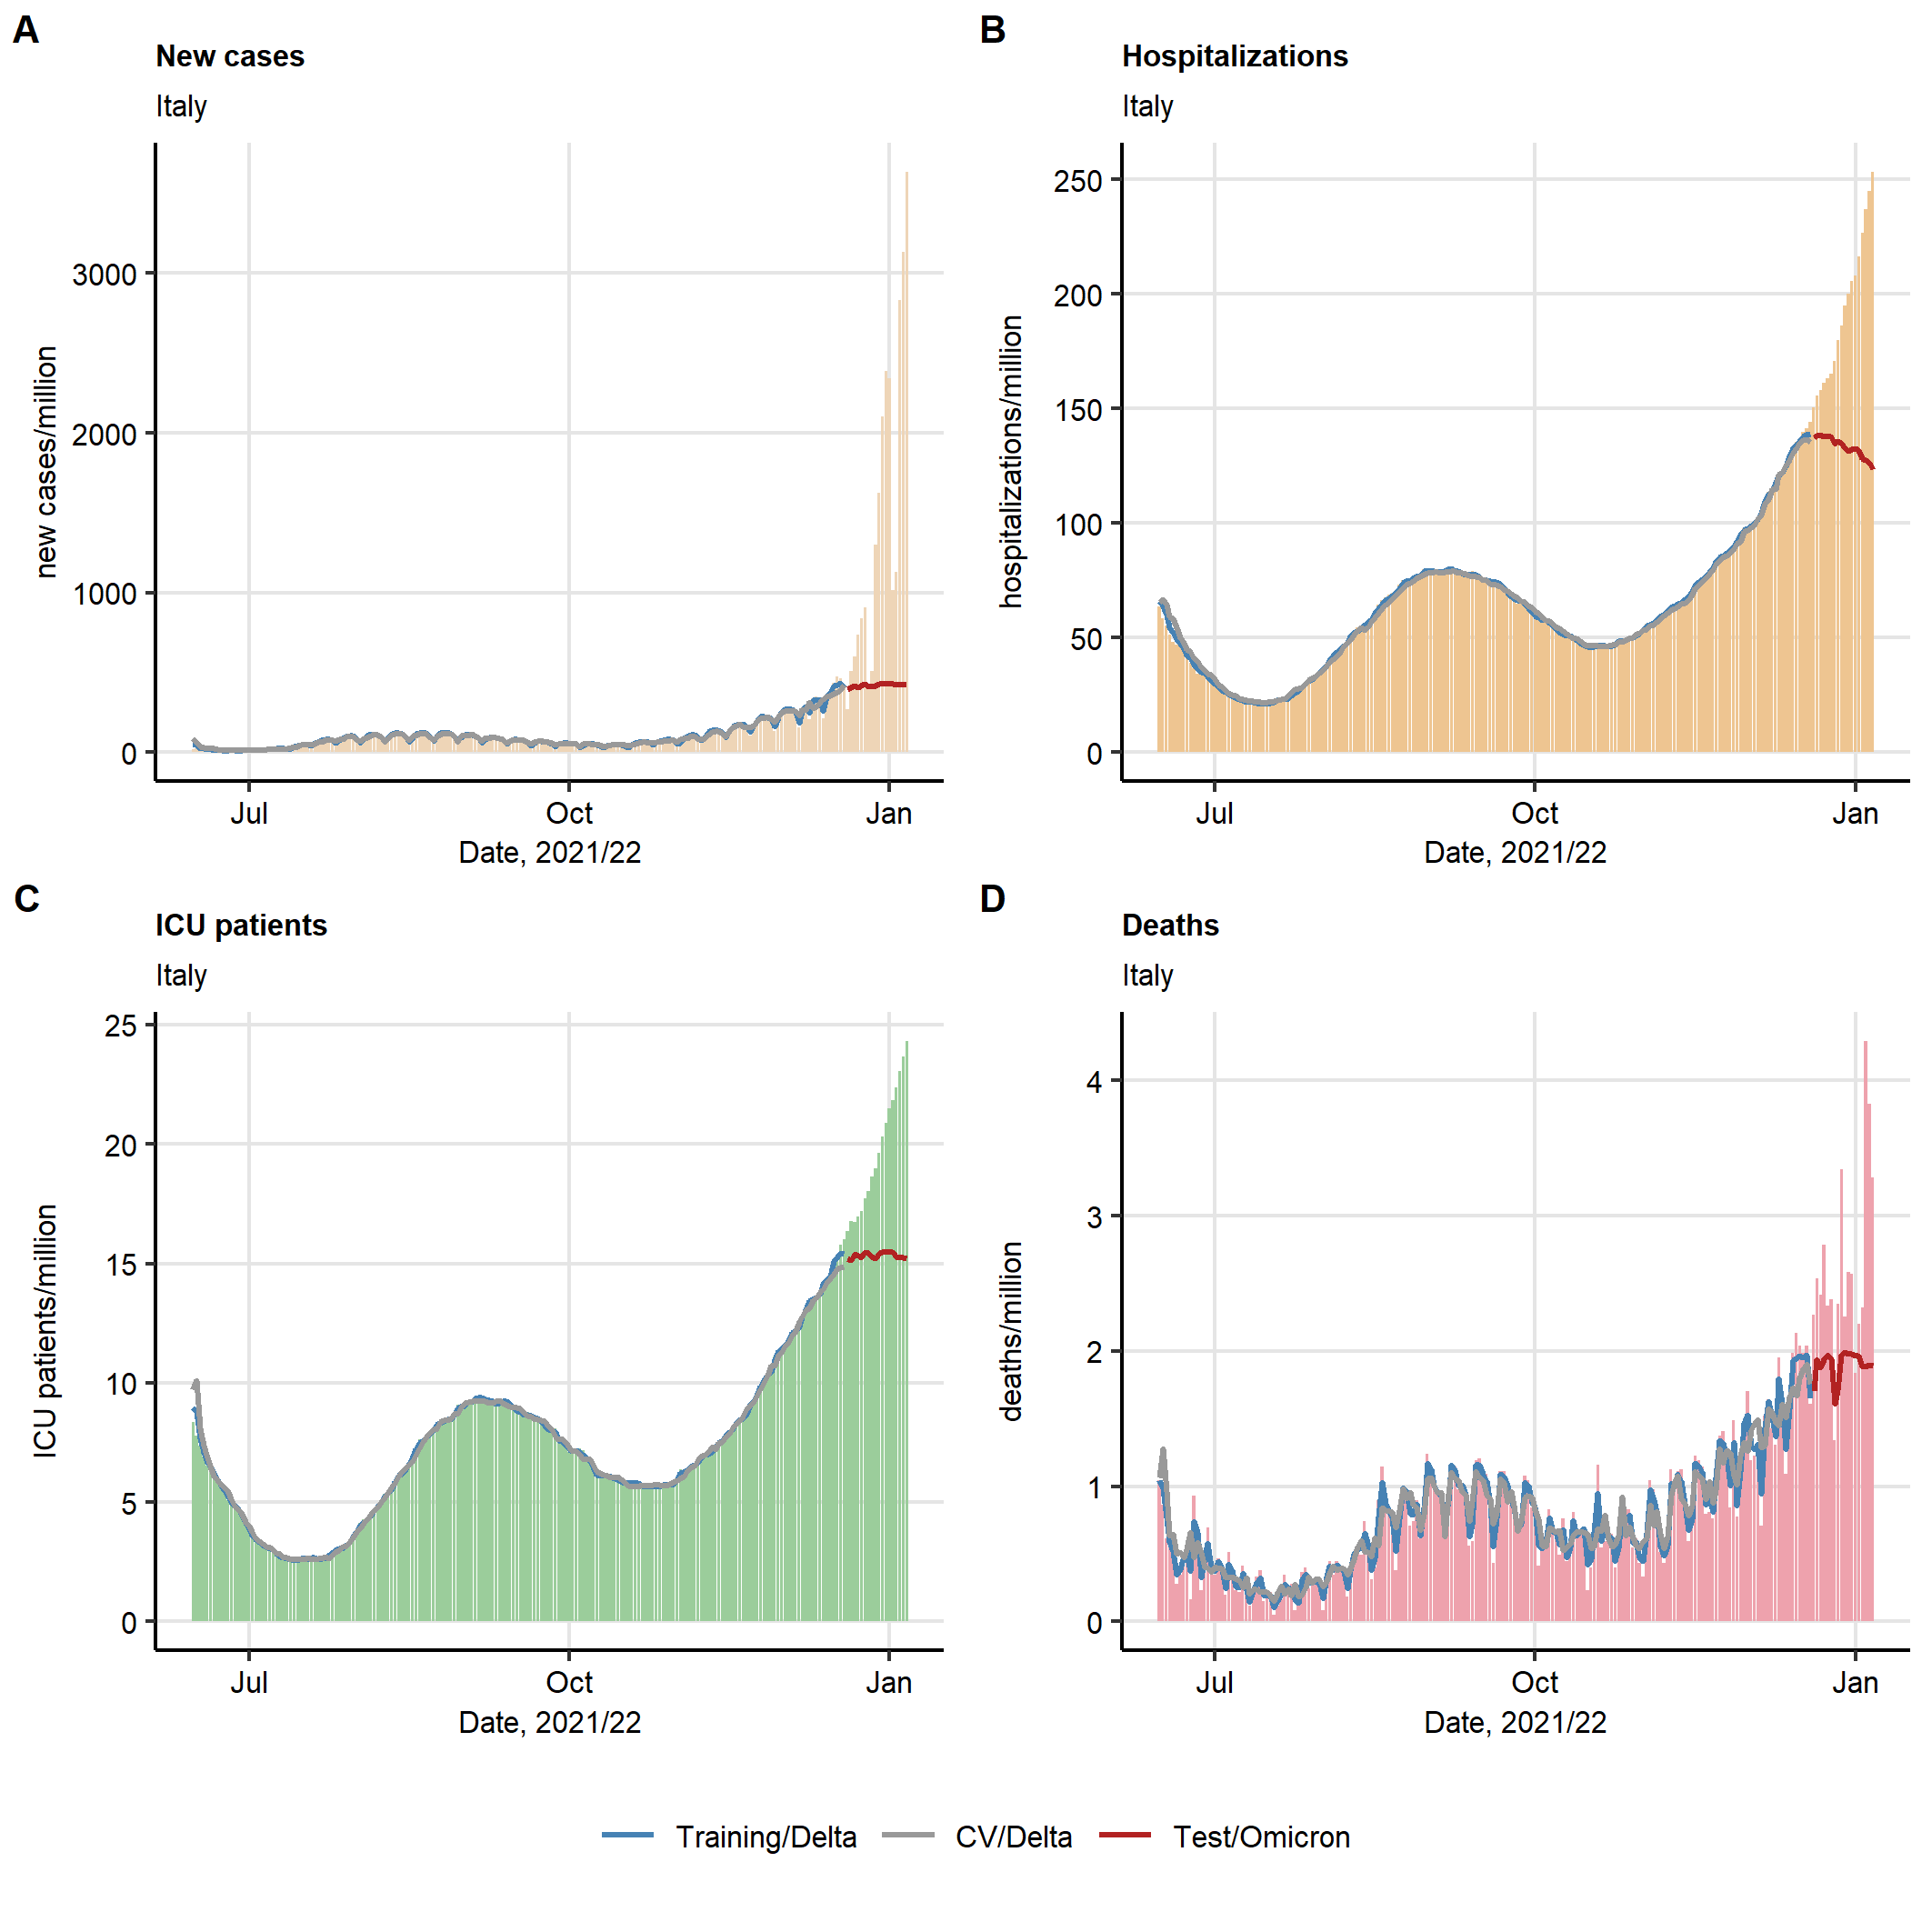 A
New cases
Italy
new cases/million
3000
2000
1000
0
Jul
Oct
Jan
Date, 2021/22
B
Hospitalizations
Italy
hospitalizations/million
250
200
150
100
50
0
Jul
Oct
Jan
Date, 2021/22
C
ICU patients
Italy
ICU patients/million
25
20
15
10
5
0
Jul
Oct
Jan
Date, 2021/22
D
Deaths
Italy
deaths/million
4
3
2
1
0
Jul
Oct
Jan
Date, 2021/22
Training/Delta
CV/Delta
Test/Omicron